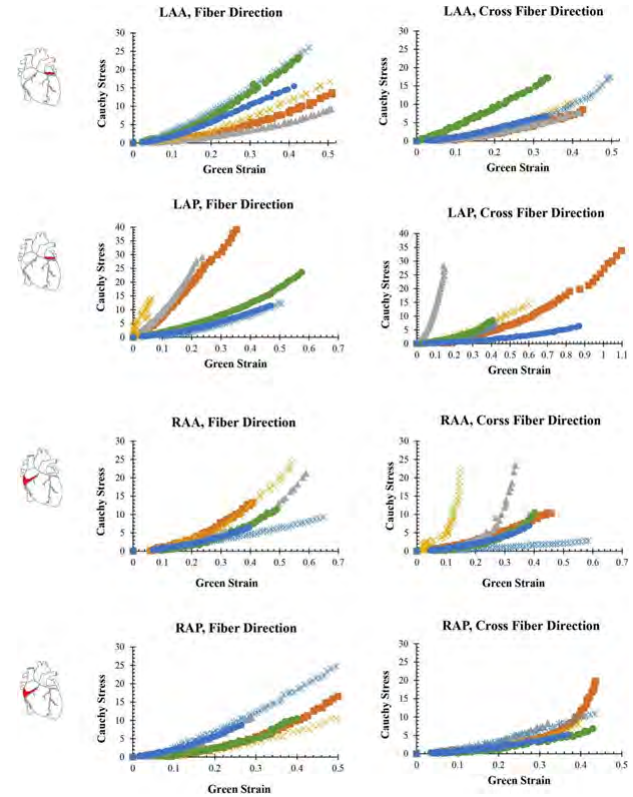 LAA, Fiber Direction
Cauchy Stress
30
25
20
15
10
5
0
0 0.1 0.2 0.3 0.4 0.5
Green Strain
LAA, Cross Fiber Direction
Cauchy Stress
30
25
20
15
10
5
0
0 0.1 0.2 0.3 0.4 0.5
Green Strain
LAP, Fiber Direction
Cauchy Stress
40
35
30
25
20
15
10
5
0
0 0.1 0.2 0.3 0.4 0.5 0.6 0.7
Green Strain
LAP, Cross Fiber Direction
Cauchy Stress
40
35
30
25
20
15
10
5
0
0 0.1 0.2 0.3 0.4 0.5 0.6 0.7 0.8 0.9 1 1.1
Green Strain
RAA, Fiber Direction
Cauchy Stress
30
25
20
15
10
5
0
0 0.1 0.2 0.3 0.4 0.5 0.6 0.7
Green Strain
RAA, Corss Fiber Direction
Cauchy Stress
30
25
20
15
10
5
0
0 0.1 0.2 0.3 0.4 0.5 0.6 0.7
Green Strain
RAP, Fiber Direction
Cauchy Stress
30
25
20
15
10
5
0
0 0.1 0.2 0.3 0.4 0.5
Green Strain
RAP, Cross Fiber Direction
Cauchy Stress
25
20
15
10
5
0
0 0.1 0.2 0.3 0.4 0.5
Green Strain